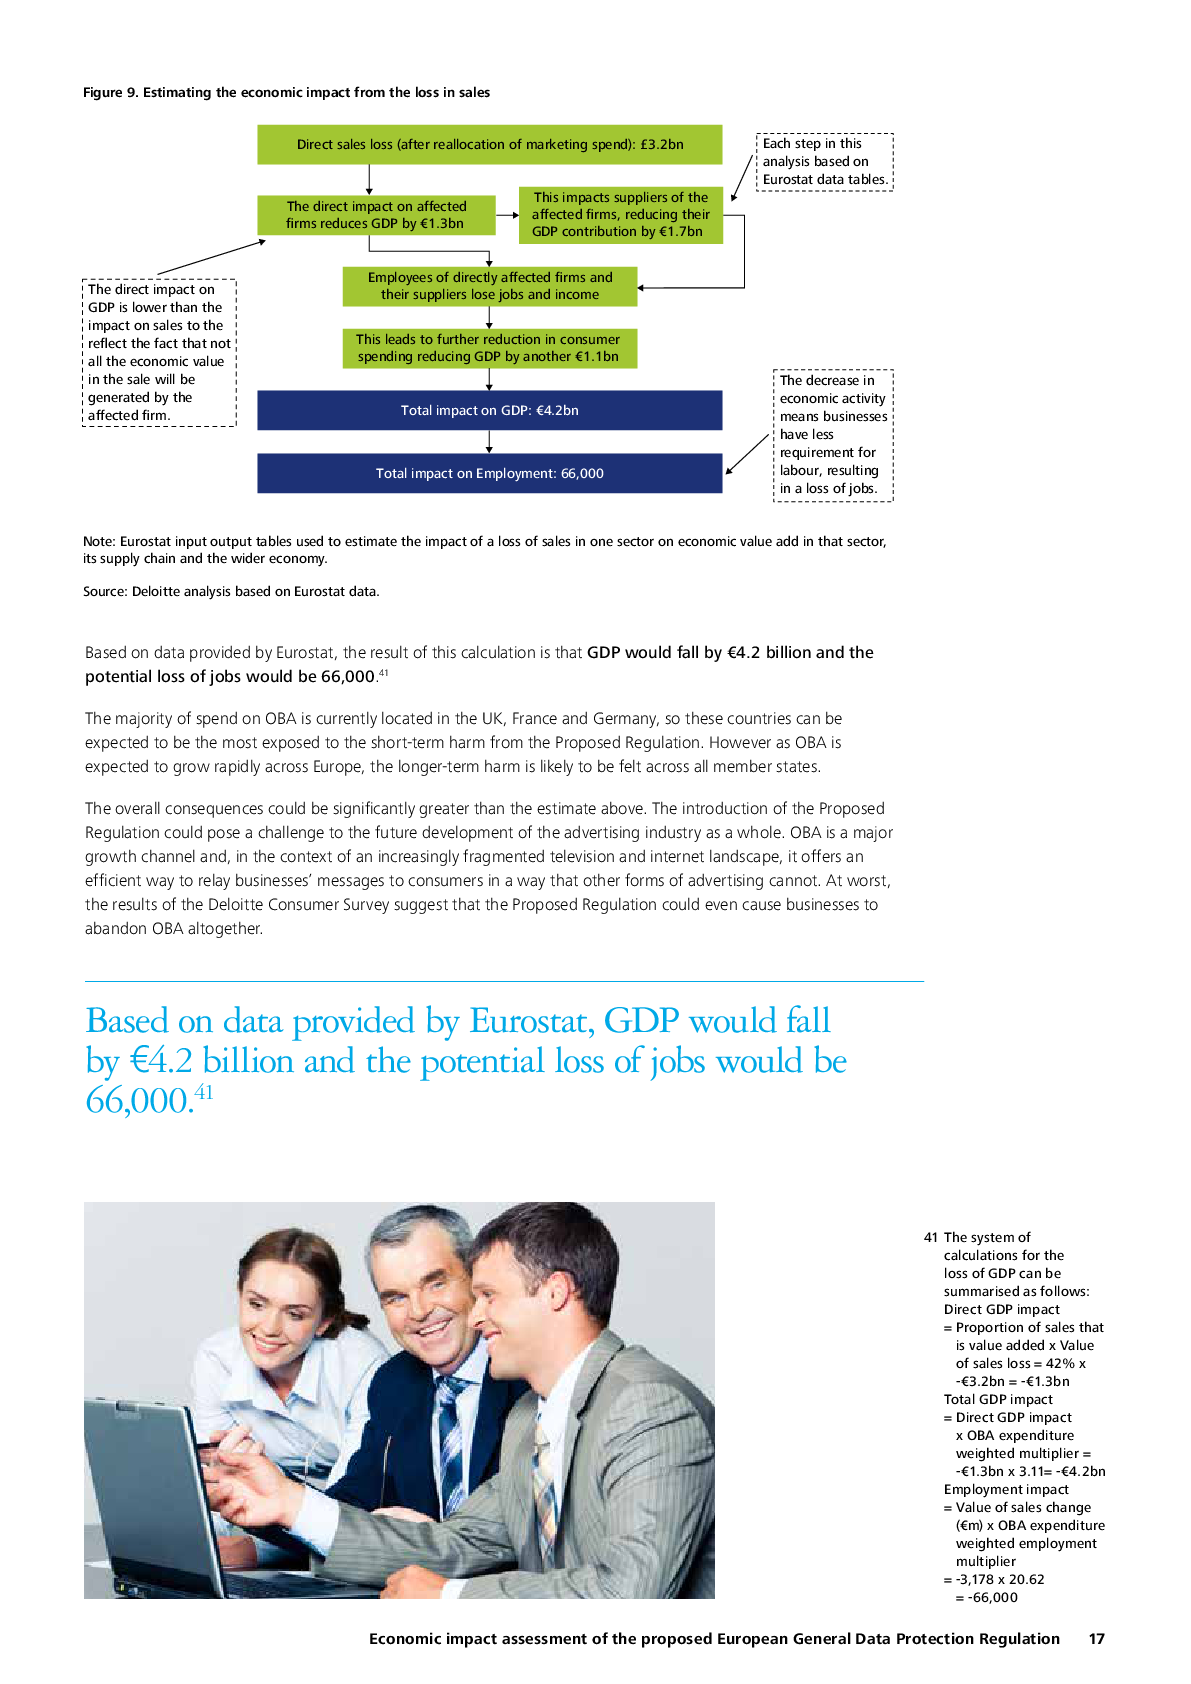 Figure 9. Estimating the economic impact from the loss in sales
Direct sales loss (after reallocation of marketing spend): £3.2bn
Each step in this
analysis based on
Eurostat data tables.
The direct impact on affected
firms reduces GDP by €1.3bn
This impacts suppliers of the
affected firms, reducing their
GDP contribution by €1.7bn
Employees of directly affected firms and
their suppliers lose jobs and income
The direct impact on
GDP is lower than the
impact on sales to the
reflect the fact that not
all the economic value
in the sale will be
generated by the
affected firm.
This leads to further reduction in consumer
spending reducing GDP by another €1.1bn
Total impact on GDP: €4.2bn
The decrease in
economic activity
means businesses
have less
requirement for
labour, resulting
in a loss of jobs.
Total impact on Employment: 66,000
Note: Eurostat input output tables used to estimate the impact of a loss of sales in one sector on economic value add in that sector,
its supply chain and the wider economy.
Source: Deloitte analysis based on Eurostat data.
Based on data provided by Eurostat, the result of this calculation is that GDP would fall by €4.2 billion and the
potential loss of jobs would be 66,000.41
The majority of spend on OBA is currently located in the UK, France and Germany, so these countries can be
expected to be the most exposed to the short-term harm from the Proposed Regulation. However as OBA is
expected to grow rapidly across Europe, the longer-term harm is likely to be felt across all member states.
The overall consequences could be significantly greater than the estimate above. The introduction of the Proposed
Regulation could pose a challenge to the future development of the advertising industry as a whole. OBA is a major
growth channel and, in the context of an increasingly fragmented television and internet landscape, it offers an
efficient way to relay businesses’ messages to consumers in a way that other forms of advertising cannot. At worst,
the results of the Deloitte Consumer Survey suggest that the Proposed Regulation could even cause businesses to
abandon OBA altogether.
Based on data provided by Eurostat, GDP would fall
by €4.2 billion and the potential loss of jobs would be
66,000.41
41 The system of
calculations for the
loss of GDP can be
summarised as follows:
Direct GDP impact
= Proportion of sales that
is value added x Value
of sales loss = 42% x
-€3.2bn = -€1.3bn
Total GDP impact
= Direct GDP impact
x OBA expenditure
weighted multiplier =
-€1.3bn x 3.11= -€4.2bn
Employment impact
= Value of sales change
(€m) x OBA expenditure
weighted employment
multiplier
= -3,178 x 20.62
= -66,000
Economic impact assessment of the proposed European General Data Protection Regulation 17